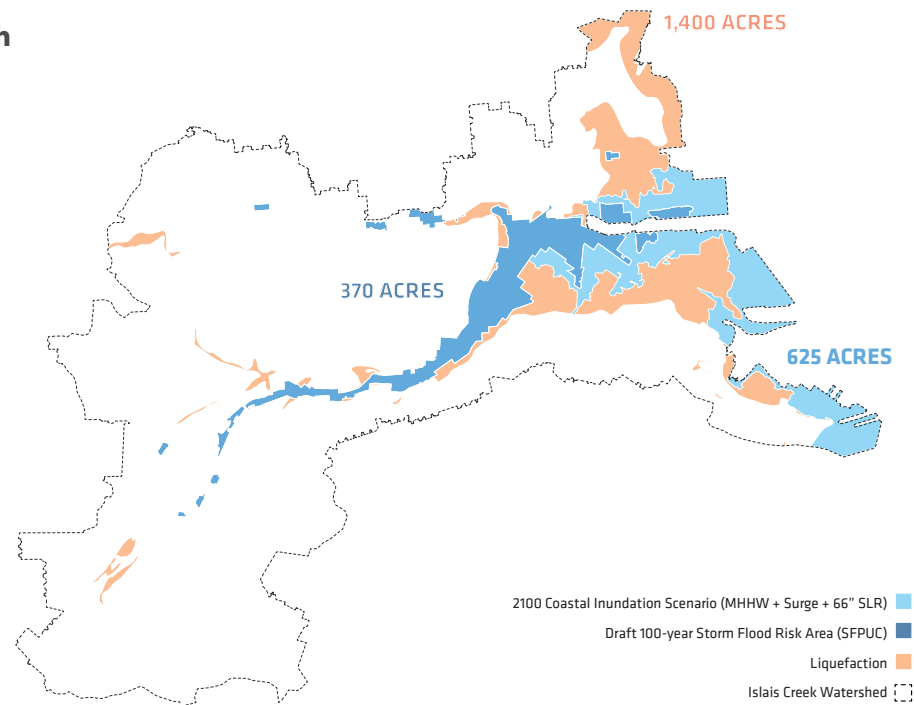 n
1,400 ACRES
370 ACRES
625 ACRES
2100 Coastal Inundation Scenario (MHHW + Surge + 66” SLR)
Draft 100-year Storm Flood Risk Area (SFPUC)
Liquefaction
Islais Creek Watershed